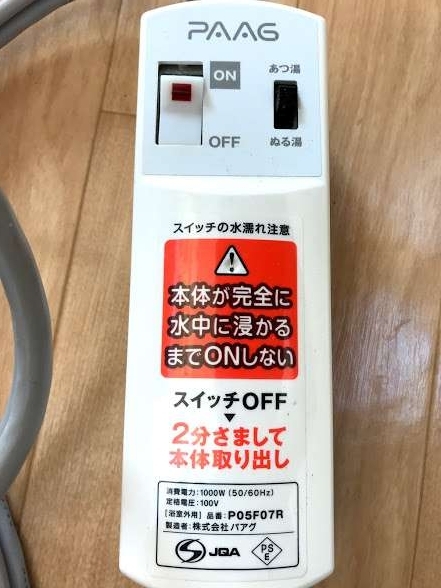 PAAG
ON
あつ湯
OFF
ぬる湯
スイッチの水濡れ注意
本体が完全に
水中に浸かる
までONしない
スイッチOFF
2分さまして
本体取り出し
消費電力:1000W (50/60Hz)
定格電圧:100V
[浴室外用] 品番:P05F07R
製造者:株式会社パアグ
JQA
PS
E